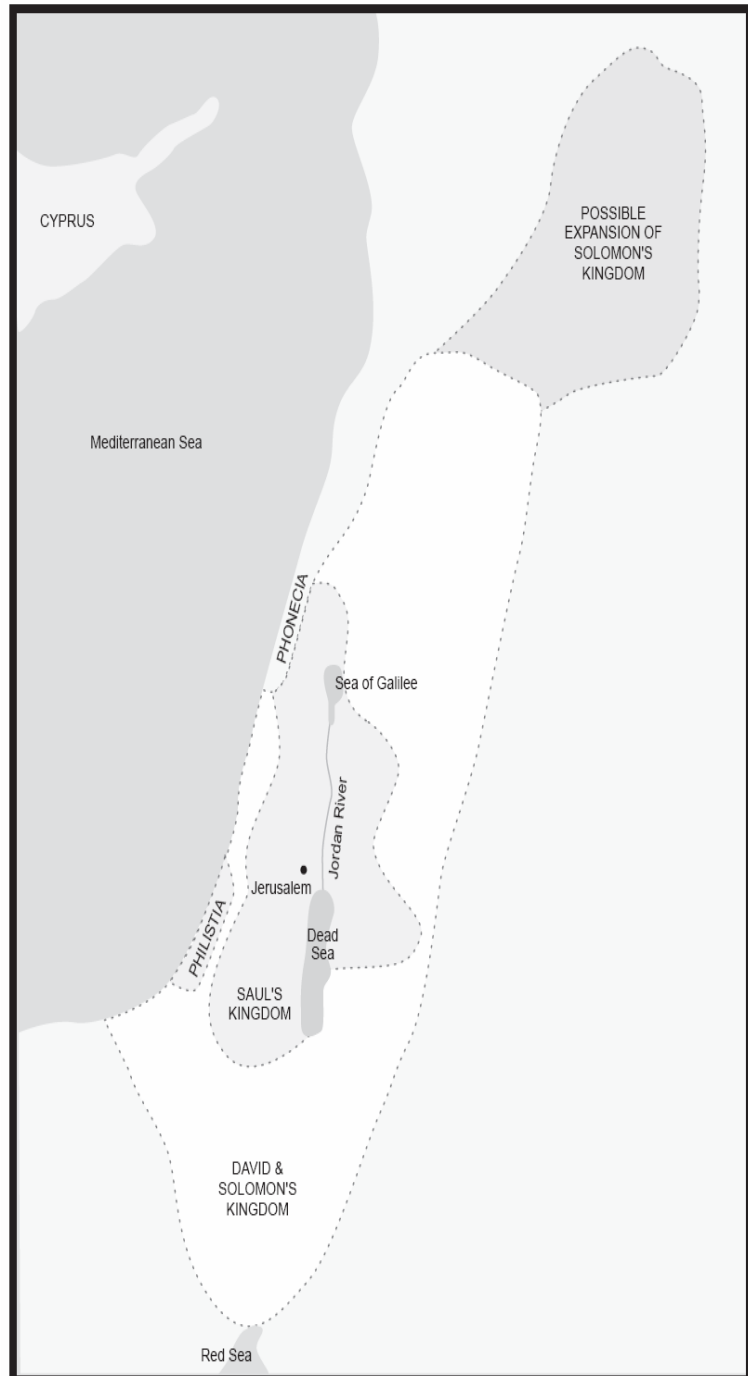 POSSIBLE
EXPANSION OF
SOLOMON'S
KINGDOM
CYPRUS
Mediterranean Sea
PHONECIA
Sea of Galilee
Jordan River
Jerusalem
PHILISTIA
Dead
Sea
SAUL'S
KINGDOM
DAVID &
SOLOMON'S
KINGDOM
Red Sea